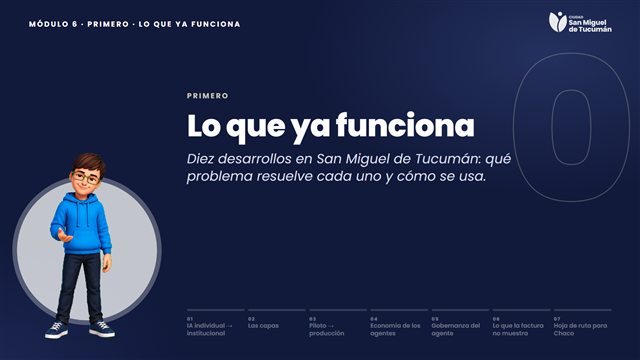 MÓDULO 6 · PRIMERO · LO QUE YA FUNCIONA
CIUDAD
San Miguel
de Tucumán
0
PRIMERO
Lo que ya funciona
Diez desarrollos en San Miguel de Tucumán: qué
problema resuelve cada uno y cómo se usa.
01
IA individual →
institucional
02
Las capas
03
Piloto →
producción
04
Economía de los
agentes
05
Gobernanza del
agente
06
Lo que la factura
no muestra
07
Hoja de ruta para
Chaco